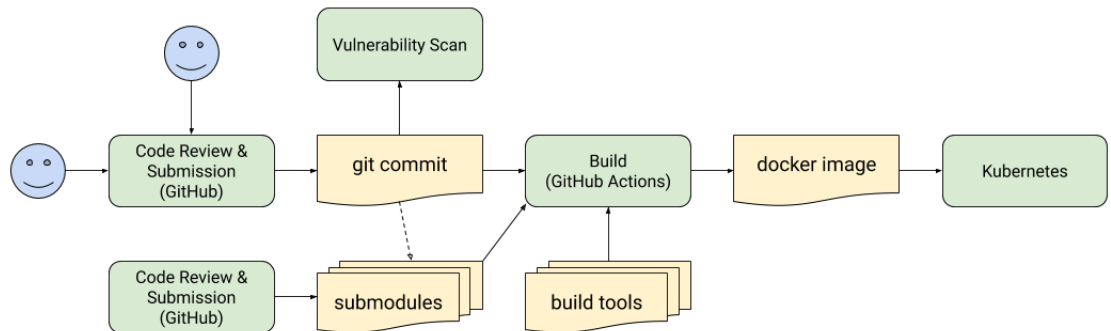 Vulnerability Scan
Code Review &
Submission
(GitHub)
git commit
Build
(GitHub Actions)
docker image
Kubernetes
Code Review &
Submission
(GitHub)
submodules
build tools